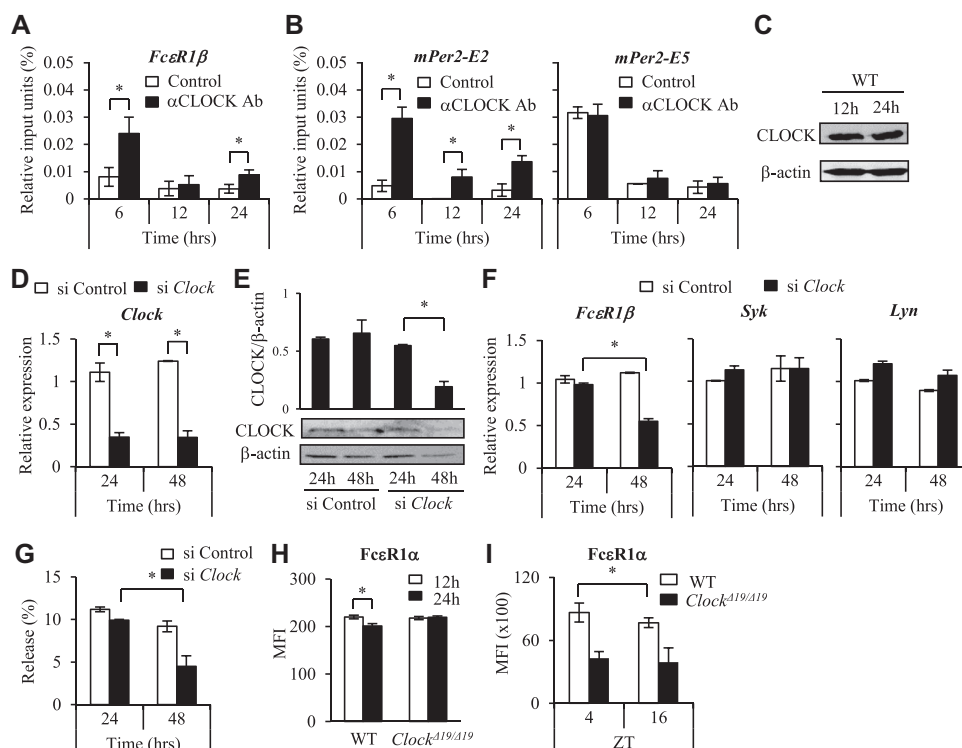 A
FcεR1β
Relative input units (%)
0.05
0.04
0.03
0.02
0.01
0
Control
αCLOCK Ab
*
*
6 12 24
Time (hrs)
B
mPer2-E2
Relative input units (%)
0.05
0.04
0.03
0.02
0.01
0
Control
αCLOCK Ab
*
*
*
6 12 24
Time (hrs)
mPer2-E5
Control
αCLOCK Ab
6 12 24
Time (hrs)
C
WT
12h 24h
CLOCK
β-actin
D
si Control si Clock
Clock
Relative expression
1.5
1
0.5
0
*
*
24 48
Time (hrs)
E
CLOCK/β-actin
1
0.5
0
*
CLOCK
β-actin
24h 48h 24h 48h
si Control si Clock
F
si Control si Clock
FcεR1β
Relative expression
1.5
1
0.5
0
*
24 48
Time (hrs)
Syk
24 48
Time (hrs)
Lyn
24 48
Time (hrs)
G
si Control
si Clock
Release (%)
15
10
5
0
*
24 48
Time (hrs)
H
FcεR1α
MFI
300
200
100
0
12h
24h
*
WT ClockΔ19/Δ19
I
FcεR1α
MFI (x100)
120
90
60
30
0
WT
ClockΔ19/Δ19
*
4 16
ZT